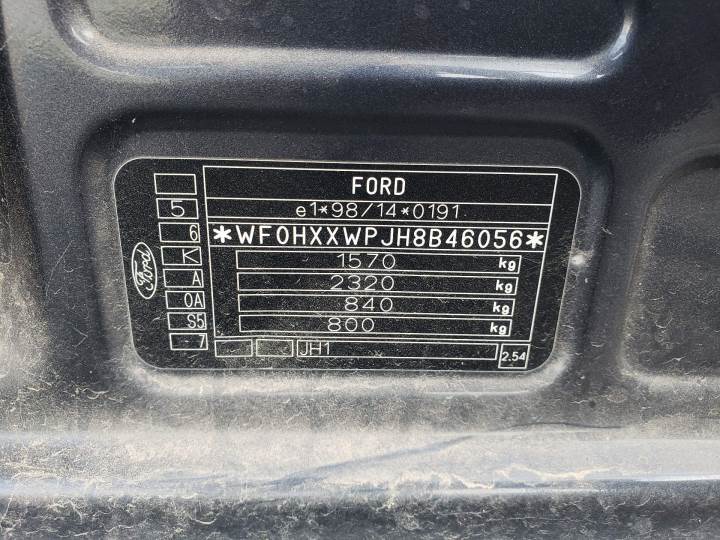 FORD
5
e1*98/14*0191
6
*WF0HXXWPJH8B46056*
K
1570 kg
A
2320 kg
0A
840 kg
S5
800 kg
7
JH1
2.54
Ford